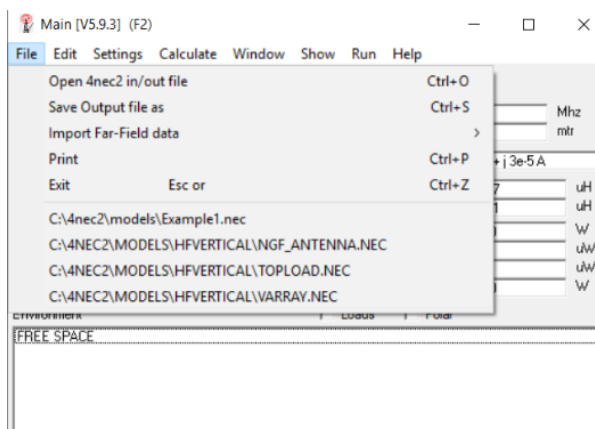 Main [V5.9.3] (F2)
File Edit Settings Calculate Window Show Run Help
Open 4nec2 in/out file Ctrl+O
Save Output file as Ctrl+S
Mhz
Import Far-Field data
mtr
Print Ctrl+P
+ j 3e-5 A
Exit Esc or Ctrl+Z
7 uH
uH
C:\4nec2\models\Example1.nec
W
C:\4NEC2\MODELS\HFVERTICAL\NGF_ANTENNA.NEC
uW
C:\4NEC2\MODELS\HFVERTICAL\TOPLOAD.NEC
uW
C:\4NEC2\MODELS\HFVERTICAL\VARRAY.NEC
W
Environment Loads Polar
FREE SPACE